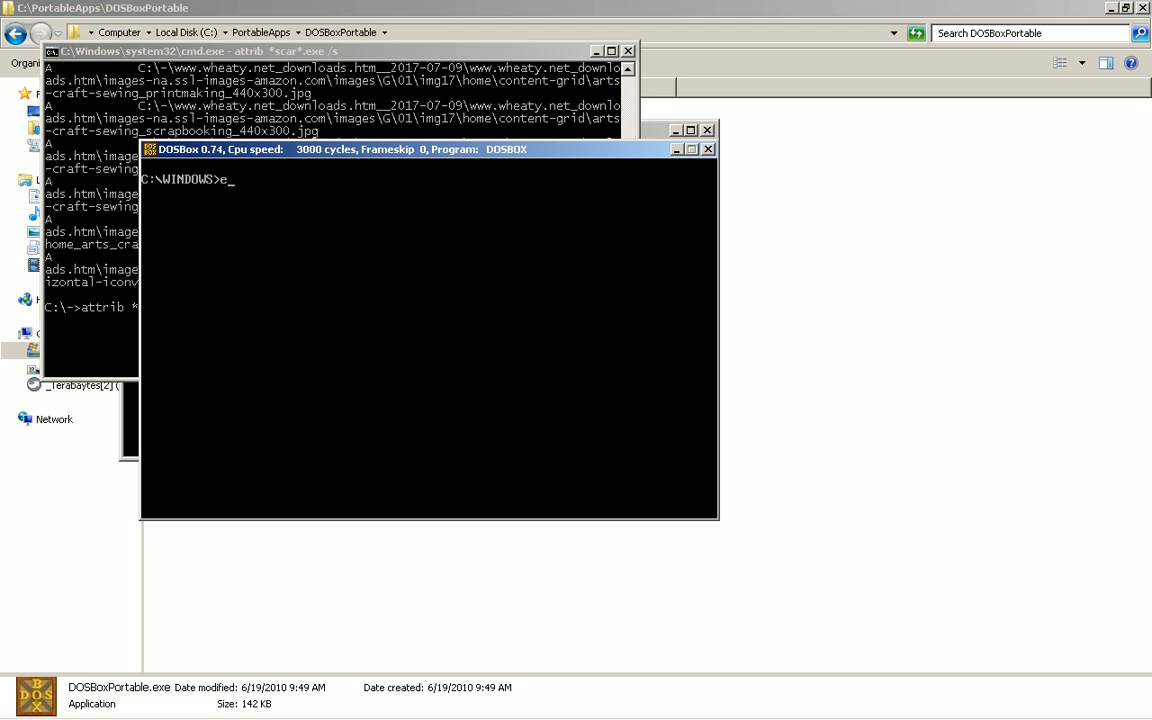 C:\PortableApps\DOSBoxPortable
Computer Local Disk (C:) PortableApps DOSBoxPortable
Search DOSBoxPortable
Organi
C:\Windows\system32\cmd.exe - attrib *scar*.exe /s
A C:\-\www.wheaty.net_downloads.htm__2017-07-09\www.wheaty.net_downlo
ads.htm\images-na.ssl-images-amazon.com\images\G\01\img17\home\content-grid\arts
-craft-sewing_printmaking_440x300.jpg
A C:\-\www.wheaty.net_downloads.htm__2017-07-09\www.wheaty.net_downlo
ads.htm\images-na.ssl-images-amazon.com\images\G\01\img17\home\content-grid\arts
-craft-sewing_scrapbooking_440x300.jpg
A
ads.htm\image
-craft-sewing
A
ads.htm\image
-craft-sewing
A
ads.htm\image
home_arts_cra
A
ads.htm\image
izontal-iconv
C:\->attrib *
DOSBox 0.74, Cpu speed: 3000 cycles, Frameskip 0, Program: DOSBOX
C:\WINDOWS>e_
_Terabytes[2] (
Network
DOSBoxPortable.exe Date modified: 6/19/2010 9:49 AM Date created: 6/19/2010 9:49 AM
Application Size: 142 KB